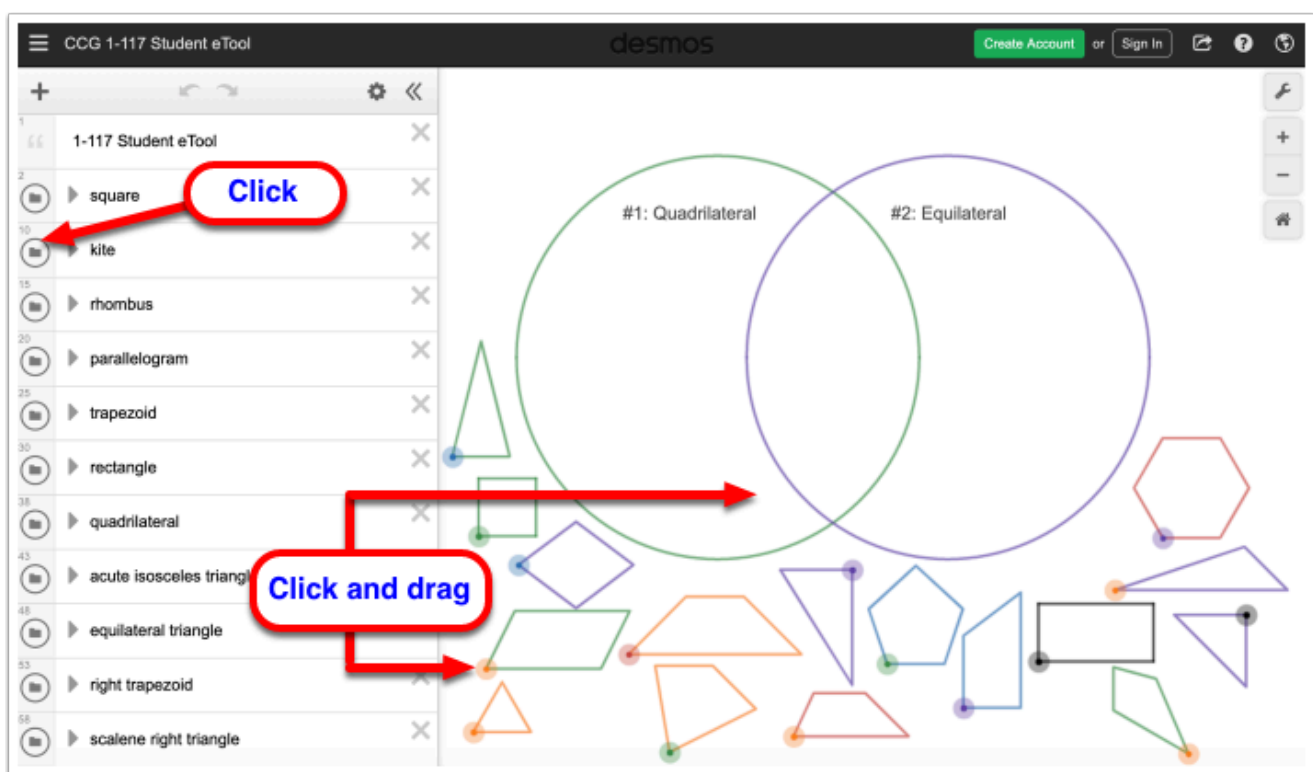 CCG 1-117 Student eTool
desmos
Create Account or Sign In
1
1-117 Student eTool
2
square
Click
10
kite
15
rhombus
20
parallelogram
25
trapezoid
30
rectangle
38
quadrilateral
43
acute isosceles triangl
Click and drag
48
equilateral triangle
53
right trapezoid
58
scalene right triangle
#1: Quadrilateral
#2: Equilateral